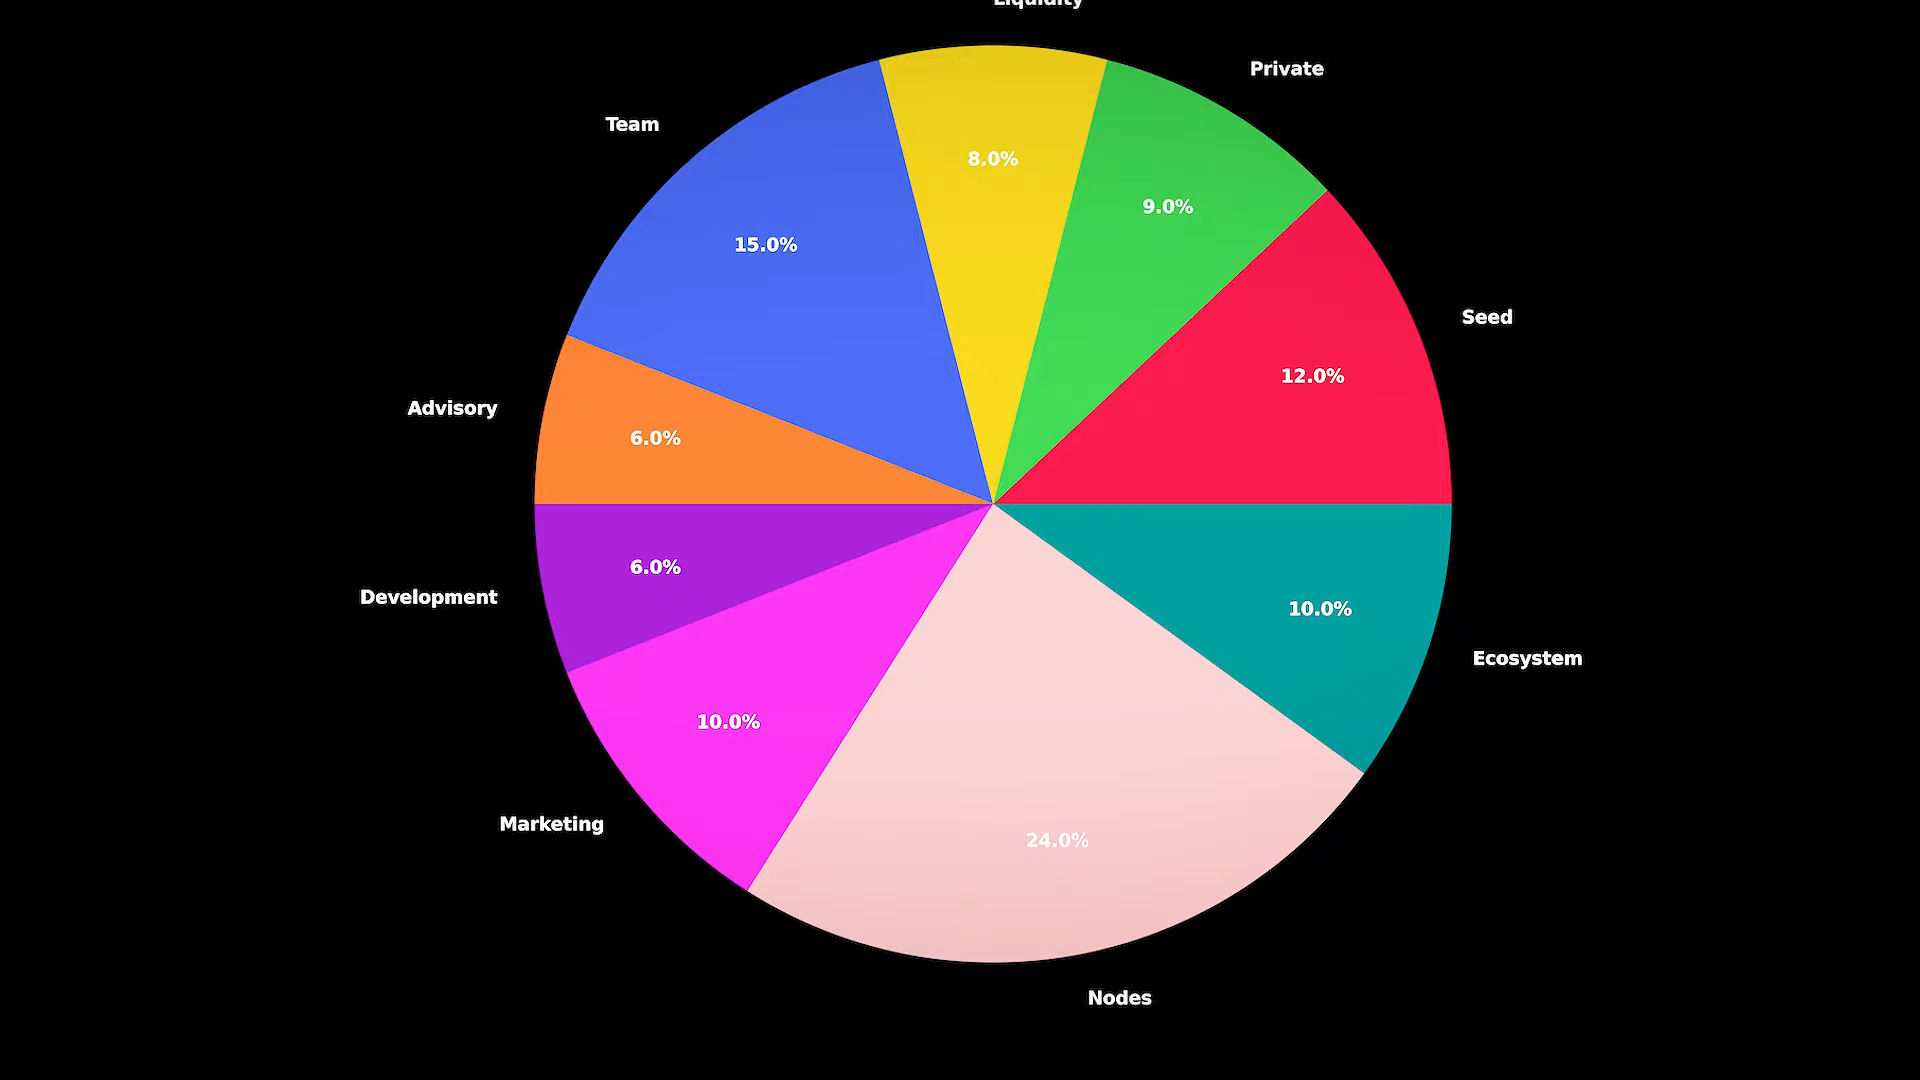 Liquidity
Private
Team
8.0%
9.0%
15.0%
Seed
12.0%
Advisory
6.0%
Development
6.0%
10.0%
Ecosystem
10.0%
Marketing
24.0%
Nodes